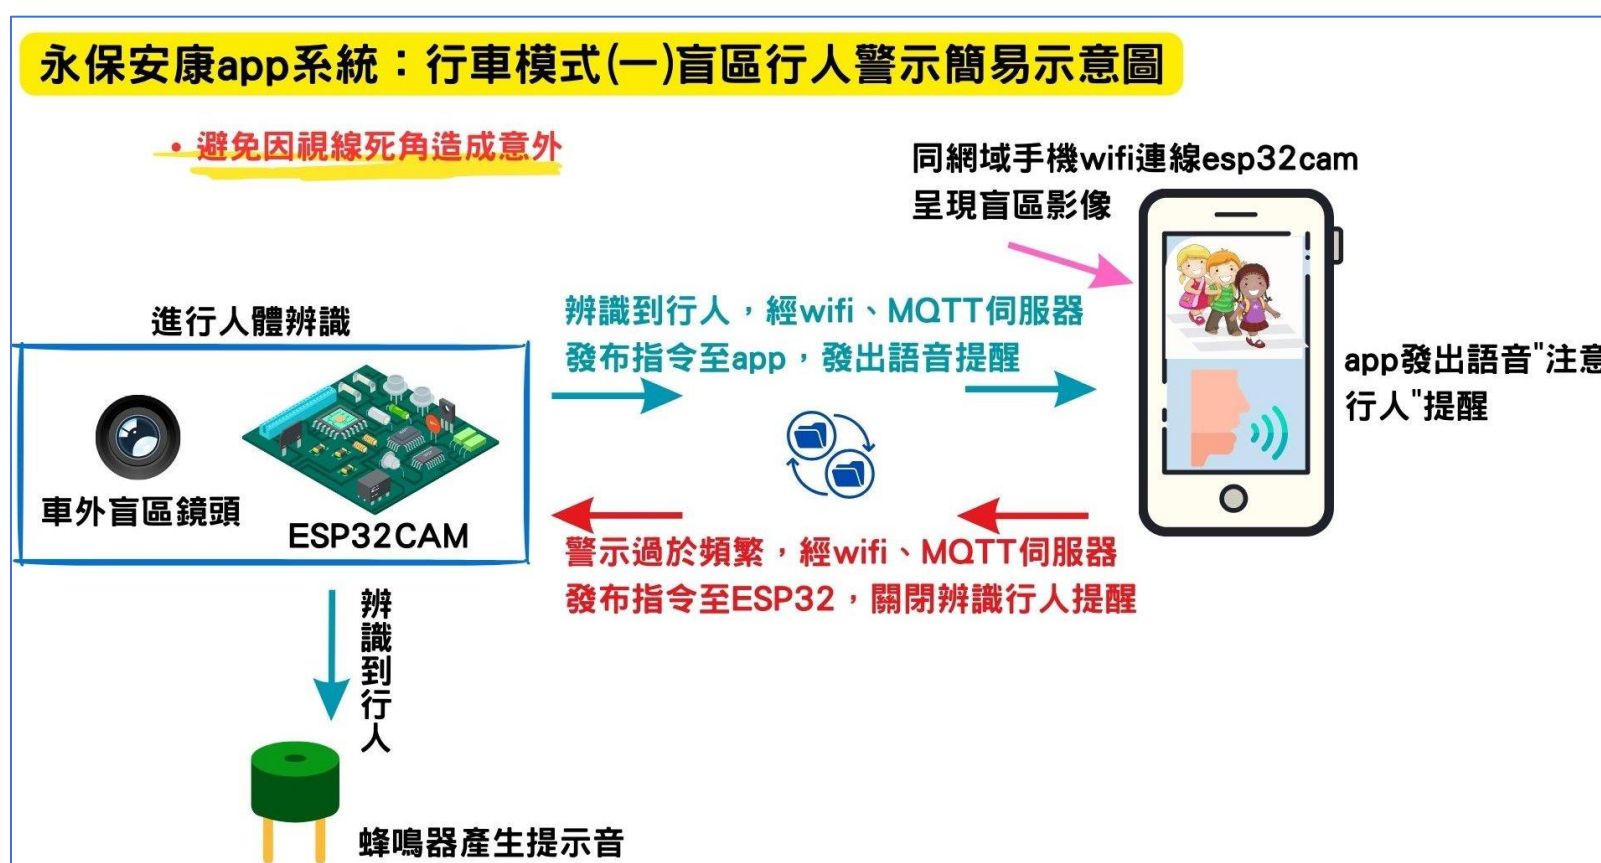 永保安康app系統：行車模式(一)盲區行人警示簡易示意圖
• 避免因視線死角造成意外
同網域手機wifi連線esp32cam
呈現盲區影像
進行人體辨識
辨識到行人，經wifi、MQTT伺服器
發布指令至app，發出語音提醒
app發出語音"注意
行人"提醒
車外盲區鏡頭
ESP32CAM
警示過於頻繁，經wifi、MQTT伺服器
發布指令至ESP32，關閉辨識行人提醒
辨識到行人
蜂鳴器產生提示音